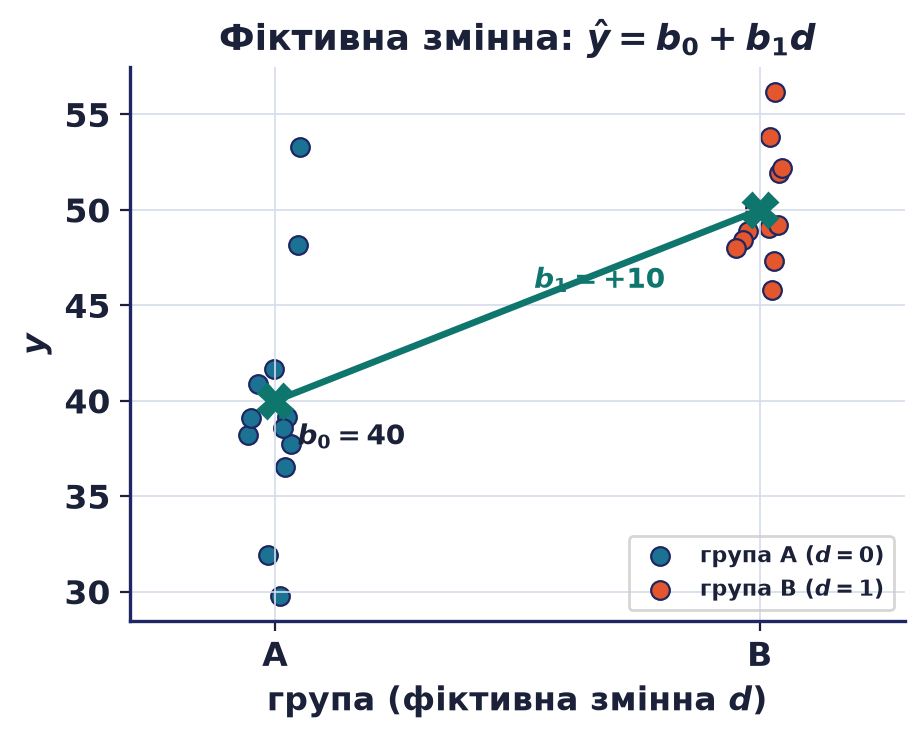 Фіктивна змінна: ŷ = b₀ + b₁d
y
55
50
45
40
35
30
b₁ = +10
b₀ = 40
група A (d = 0)
група B (d = 1)
A
B
група (фіктивна змінна d)